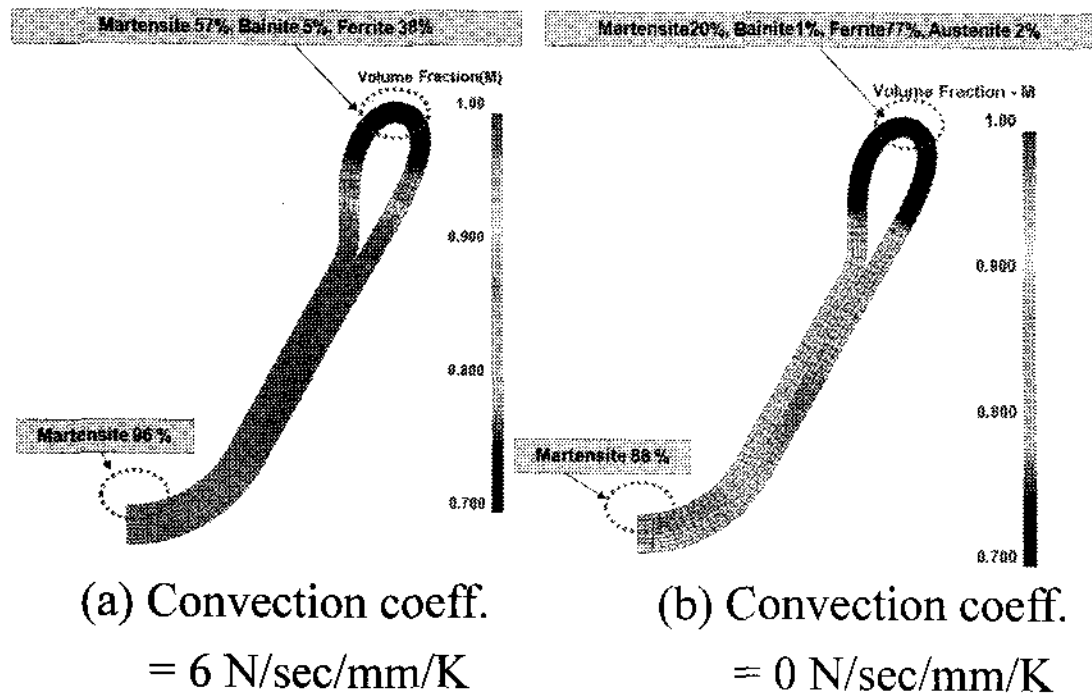 Martensite 57%, Bainite 5%, Ferrite 38%
Volume Fraction(M)
1.00
0.900
0.800
0.700
Martensite 96 %
(a) Convection coeff.
= 6 N/sec/mm/K
Martensite20%, Bainite1%, Ferrite77%, Austenite 2%
Volume Fraction - M
1.00
0.900
0.800
0.700
Martensite 88 %
(b) Convection coeff.
= 0 N/sec/mm/K